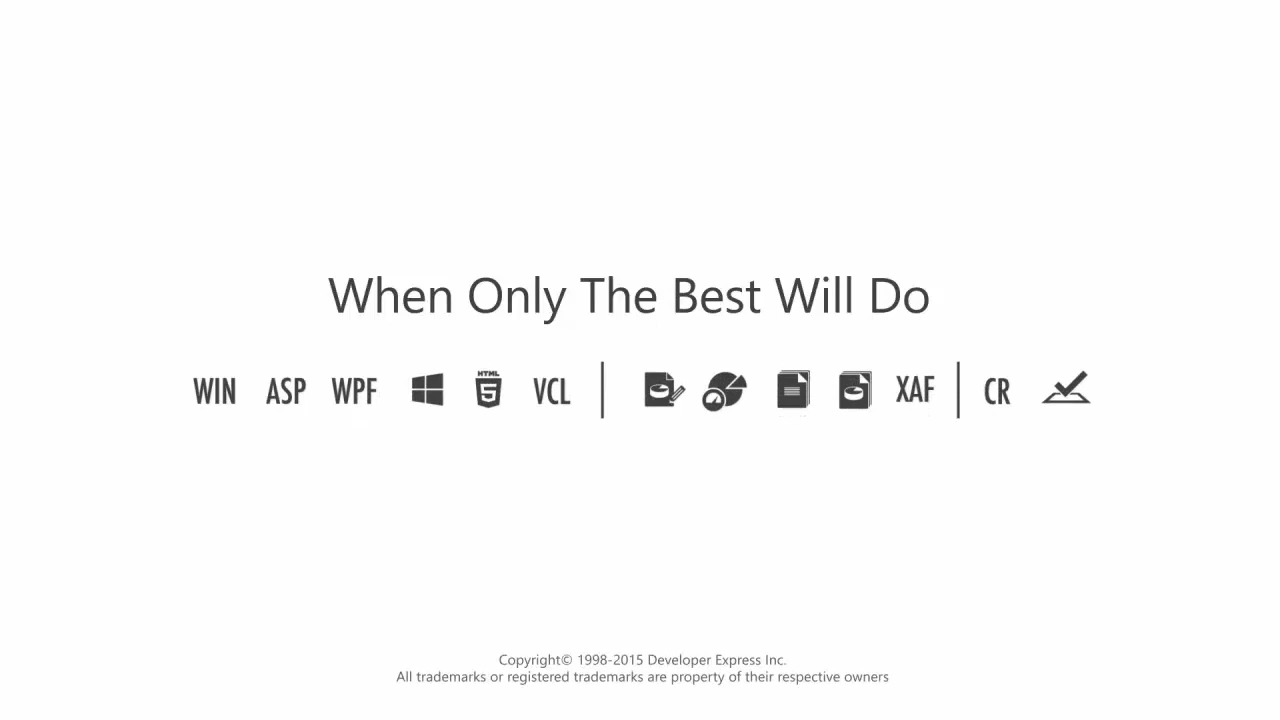 When Only The Best Will Do
WIN ASP WPF HTML 5 VCL XAF CR
Copyright© 1998-2015 Developer Express Inc.
All trademarks or registered trademarks are property of their respective owners